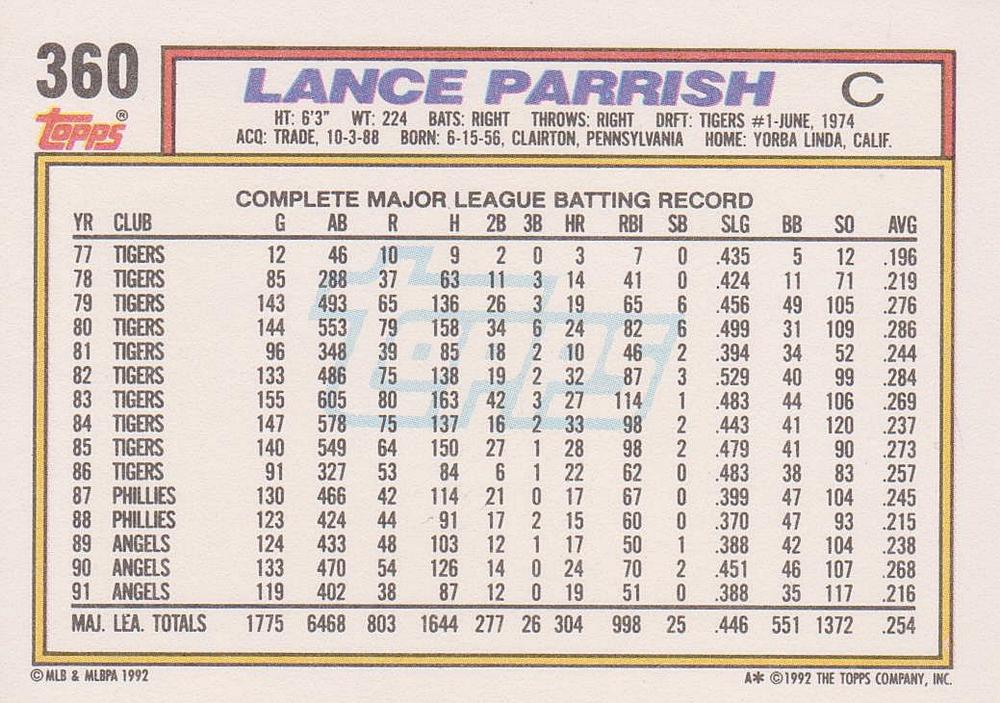 360
LANCE PARRISH C
topps®
HT: 6'3" WT: 224 BATS: RIGHT THROWS: RIGHT DRFT: TIGERS #1-JUNE, 1974
ACQ: TRADE, 10-3-88 BORN: 6-15-56, CLAIRTON, PENNSYLVANIA HOME: YORBA LINDA, CALIF.
COMPLETE MAJOR LEAGUE BATTING RECORD
YR CLUB G AB R H 2B 3B HR RBI SB SLG BB SO AVG
77 TIGERS 12 46 10 9 2 0 3 7 0 .435 5 12 .196
78 TIGERS 85 288 37 63 11 3 14 41 0 .424 11 71 .219
79 TIGERS 143 493 65 136 26 3 19 65 6 .456 49 105 .276
80 TIGERS 144 553 79 158 34 6 24 82 6 .499 31 109 .286
81 TIGERS 96 348 39 85 18 2 10 46 2 .394 34 52 .244
82 TIGERS 133 486 75 138 19 2 32 87 3 .529 40 99 .284
83 TIGERS 155 605 80 163 42 3 27 114 1 .483 44 106 .269
84 TIGERS 147 578 75 137 16 2 33 98 2 .443 41 120 .237
85 TIGERS 140 549 64 150 27 1 28 98 2 .479 41 90 .273
86 TIGERS 91 327 53 84 6 1 22 62 0 .483 38 83 .257
87 PHILLIES 130 466 42 114 21 0 17 67 0 .399 47 104 .245
88 PHILLIES 123 424 44 91 17 2 15 60 0 .370 47 93 .215
89 ANGELS 124 433 48 103 12 1 17 50 1 .388 42 104 .238
90 ANGELS 133 470 54 126 14 0 24 70 2 .451 46 107 .268
91 ANGELS 119 402 38 87 12 0 19 51 0 .388 35 117 .216
MAJ. LEA. TOTALS 1775 6468 803 1644 277 26 304 998 25 .446 551 1372 .254
topps
©MLB & MLBPA 1992
A* ©1992 THE TOPPS COMPANY, INC.